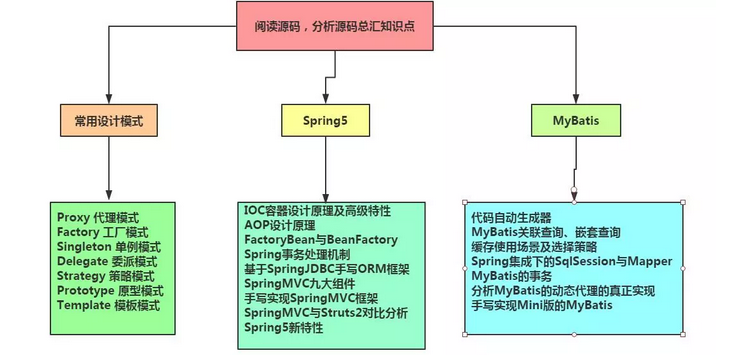 阅读源码，分析源码总汇知识点
常用设计模式
Spring5
MyBatis
Proxy 代理模式
Factory 工厂模式
Singleton 单例模式
Delegate 委派模式
Strategy 策略模式
Prototype 原型模式
Template 模板模式
IOC容器设计原理及高级特性
AOP设计原理
FactoryBean与BeanFactory
Spring事务处理机制
基于SpringJDBC手写ORM框架
SpringMVC九大组件
手写实现SpringMVC框架
SpringMVC与Struts2对比分析
Spring5新特性
代码自动生成器
MyBatis关联查询、嵌套查询
缓存使用场景及选择策略
Spring集成下的SqlSession与Mapper
MyBatis的事务
分析MyBatis的动态代理的真正实现
手写实现Mini版的MyBatis